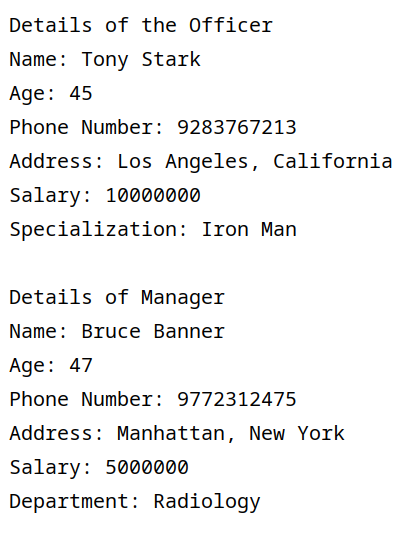 Details of the Officer
Name: Tony Stark
Age: 45
Phone Number: 9283767213
Address: Los Angeles, California
Salary: 10000000
Specialization: Iron Man

Details of Manager
Name: Bruce Banner
Age: 47
Phone Number: 9772312475
Address: Manhattan, New York
Salary: 5000000
Department: Radiology